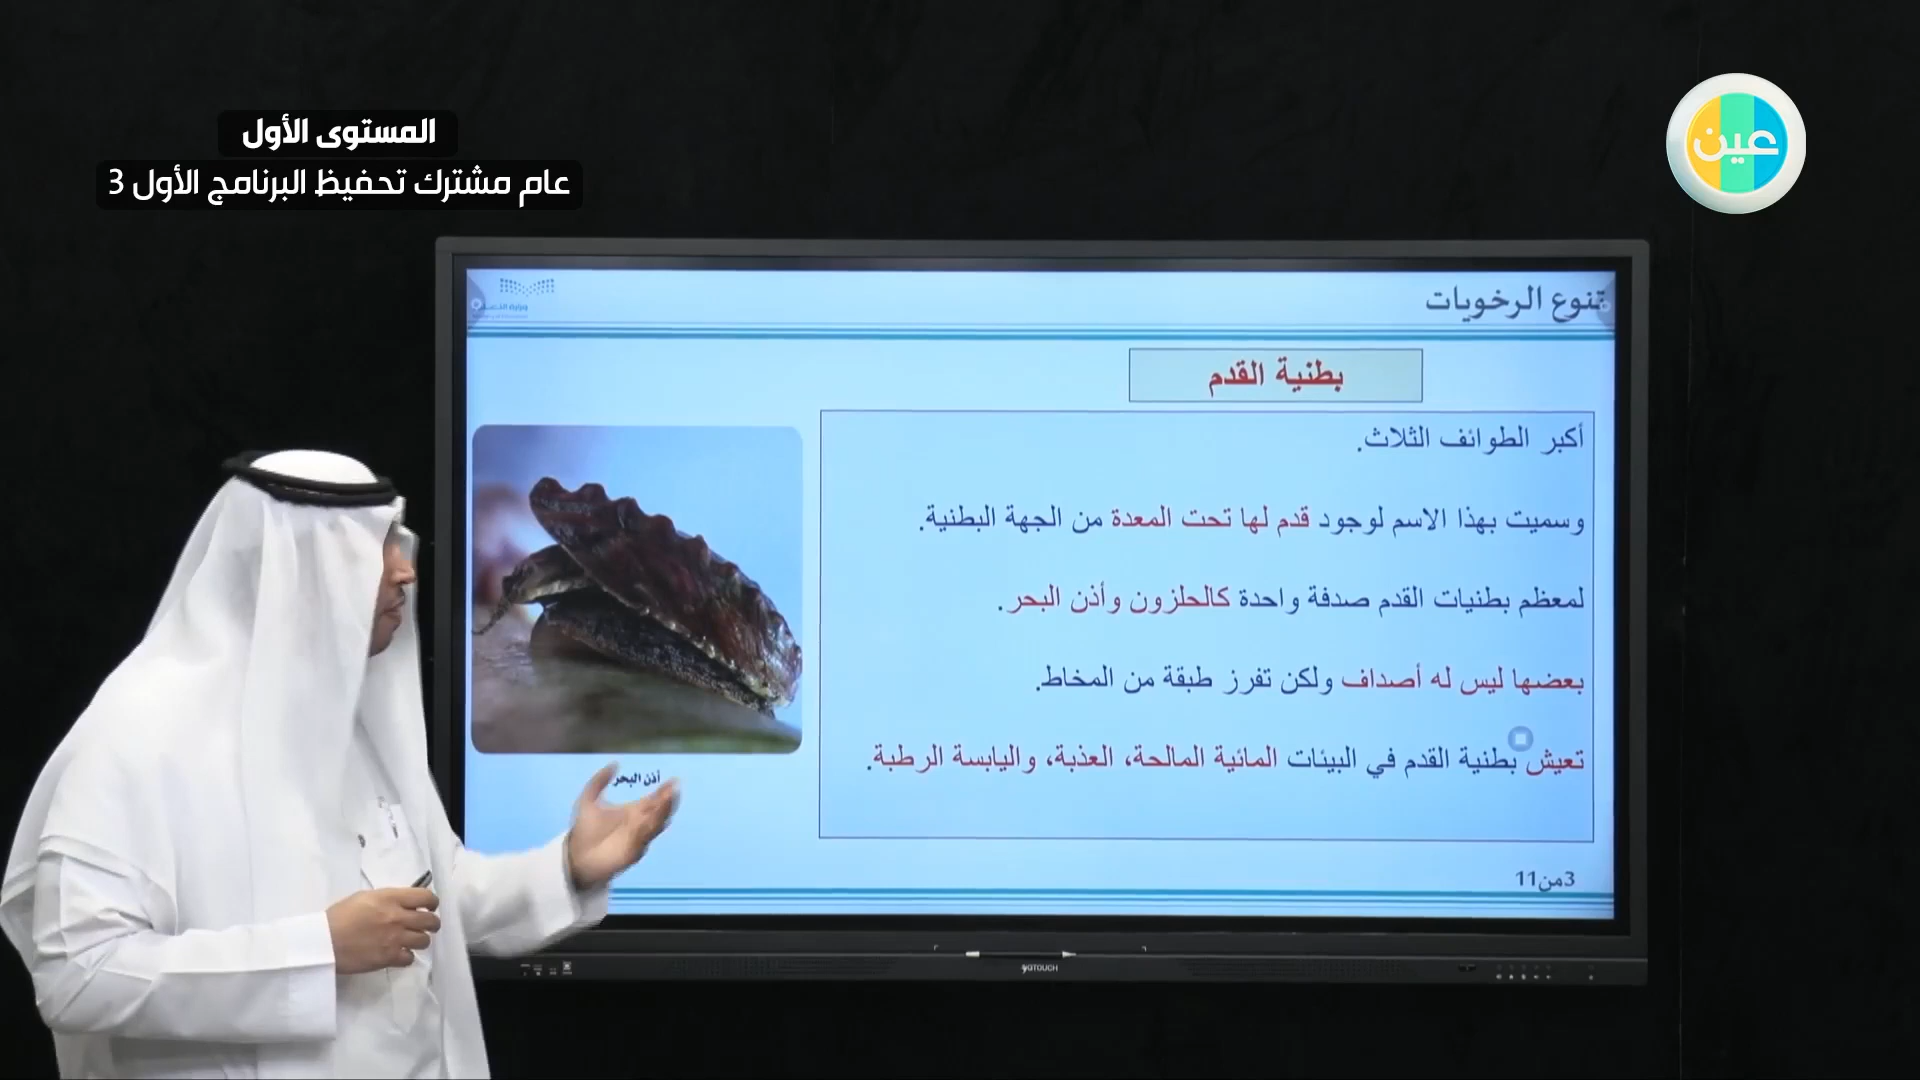 المستوى الأول
عام مشترك تحفيظ البرنامج الأول 3
عين
تنوع الرخويات
بطنية القدم
أكبر الطوائف الثلاث.
وسميت بهذا الاسم لوجود قدم لها تحت المعدة من الجهة البطنية.
لمعظم بطنيات القدم صدفة واحدة كالحلزون وأذن البحر.
بعضها ليس له أصداف ولكن تفرز طبقة من المخاط.
تعيش بطنية القدم في البيئات المائية المالحة، العذبة، واليابسة الرطبة.
أذن البحر
3من11